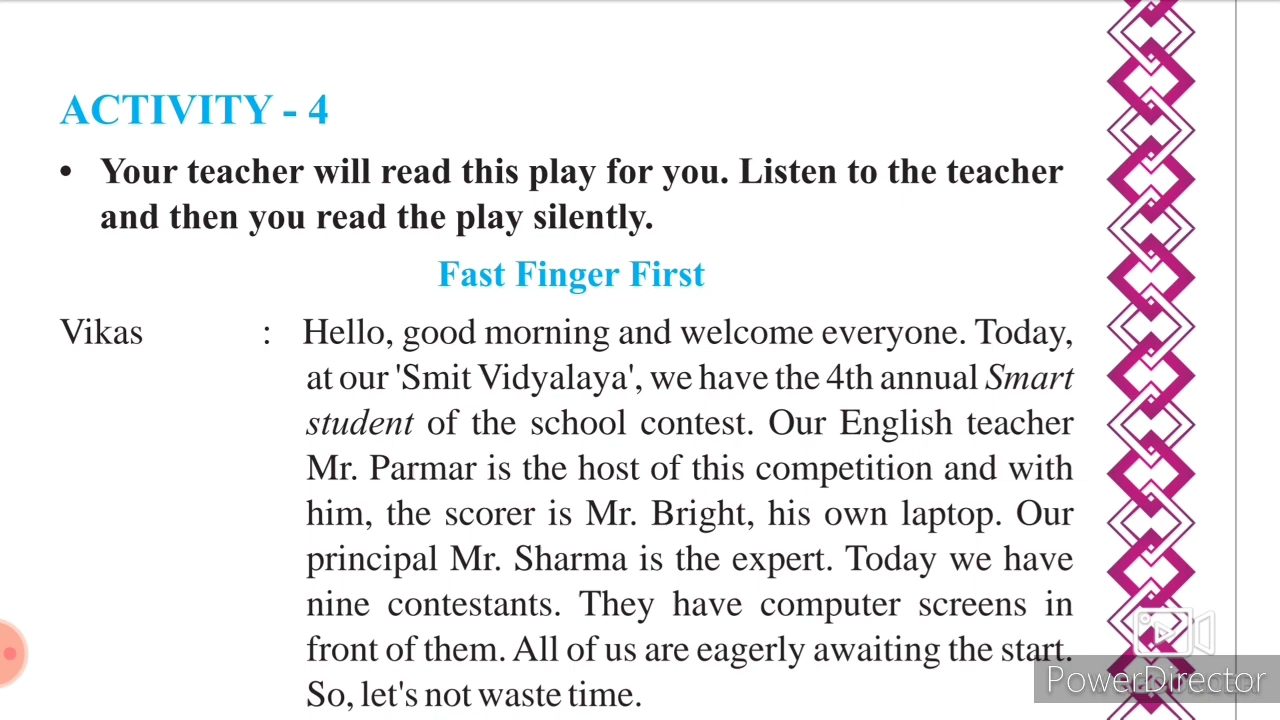 ACTIVITY - 4
• Your teacher will read this play for you. Listen to the teacher
and then you read the play silently.
Fast Finger First
Vikas : Hello, good morning and welcome everyone. Today,
at our 'Smit Vidyalaya', we have the 4th annual Smart
student of the school contest. Our English teacher
Mr. Parmar is the host of this competition and with
him, the scorer is Mr. Bright, his own laptop. Our
principal Mr. Sharma is the expert. Today we have
nine contestants. They have computer screens in
front of them. All of us are eagerly awaiting the start.
So, let's not waste time.
PowerDirector